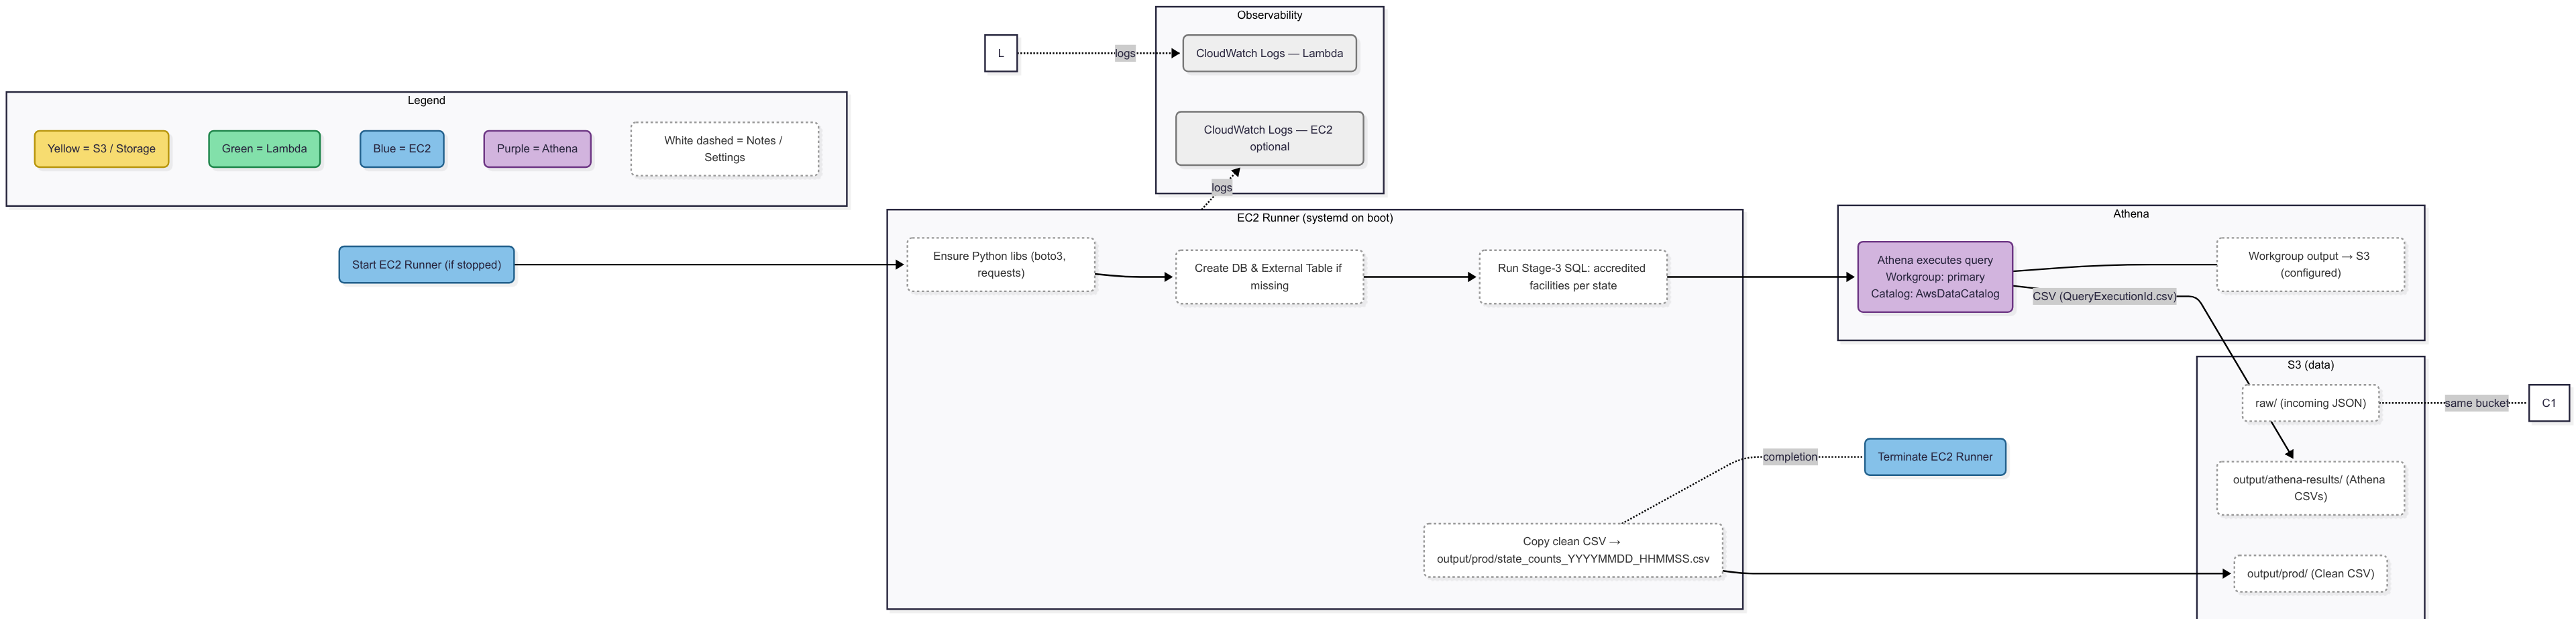 Observability
L
logs
CloudWatch Logs — Lambda
CloudWatch Logs — EC2
optional
logs
Legend
Yellow = S3 / Storage
Green = Lambda
Blue = EC2
Purple = Athena
White dashed = Notes /
Settings
Start EC2 Runner (if stopped)
EC2 Runner (systemd on boot)
Ensure Python libs (boto3,
requests)
Create DB & External Table if
missing
Run Stage-3 SQL: accredited
facilities per state
Athena
Athena executes query
Workgroup: primary
Catalog: AwsDataCatalog
Workgroup output → S3
(configured)
CSV (QueryExecutionId.csv)
S3 (data)
raw/ (incoming JSON)
same bucket
C1
completion
Terminate EC2 Runner
output/athena-results/ (Athena
CSVs)
Copy clean CSV →
output/prod/state_counts_YYYYMMDD_HHMMSS.csv
output/prod/ (Clean CSV)